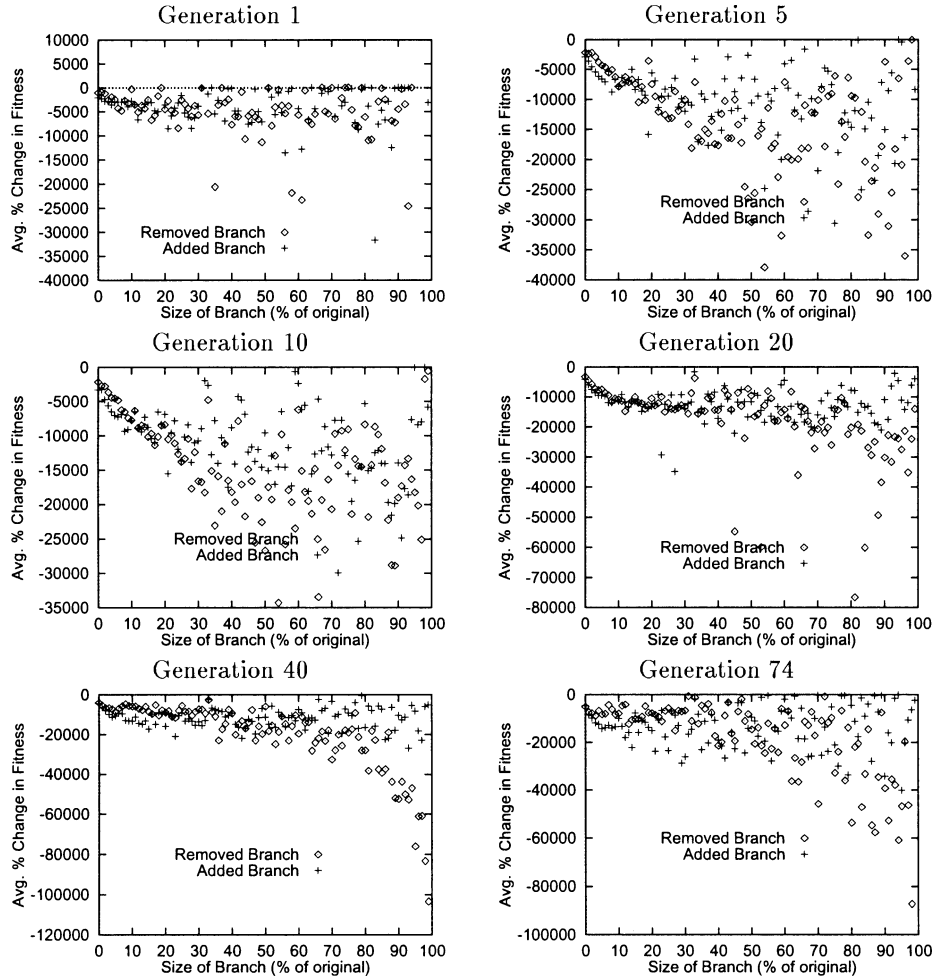 Generation 1
10000
5000
0
-5000
-10000
-15000
-20000
-25000
-30000
-35000
-40000
Avg. % Change in Fitness
Removed Branch
Added Branch
0 10 20 30 40 50 60 70 80 90 100
Size of Branch (% of original)
Generation 5
0
-5000
-10000
-15000
-20000
-25000
-30000
-35000
-40000
Avg. % Change in Fitness
Removed Branch
Added Branch
0 10 20 30 40 50 60 70 80 90 100
Size of Branch (% of original)
Generation 10
0
-5000
-10000
-15000
-20000
-25000
-30000
-35000
Avg. % Change in Fitness
Removed Branch
Added Branch
0 10 20 30 40 50 60 70 80 90 100
Size of Branch (% of original)
Generation 20
0
-10000
-20000
-30000
-40000
-50000
-60000
-70000
-80000
Avg. % Change in Fitness
Removed Branch
Added Branch
0 10 20 30 40 50 60 70 80 90 100
Size of Branch (% of original)
Generation 40
0
-20000
-40000
-60000
-80000
-100000
-120000
Avg. % Change in Fitness
Removed Branch
Added Branch
0 10 20 30 40 50 60 70 80 90 100
Size of Branch (% of original)
Generation 74
0
-20000
-40000
-60000
-80000
-100000
Avg. % Change in Fitness
Removed Branch
Added Branch
0 10 20 30 40 50 60 70 80 90 100
Size of Branch (% of original)